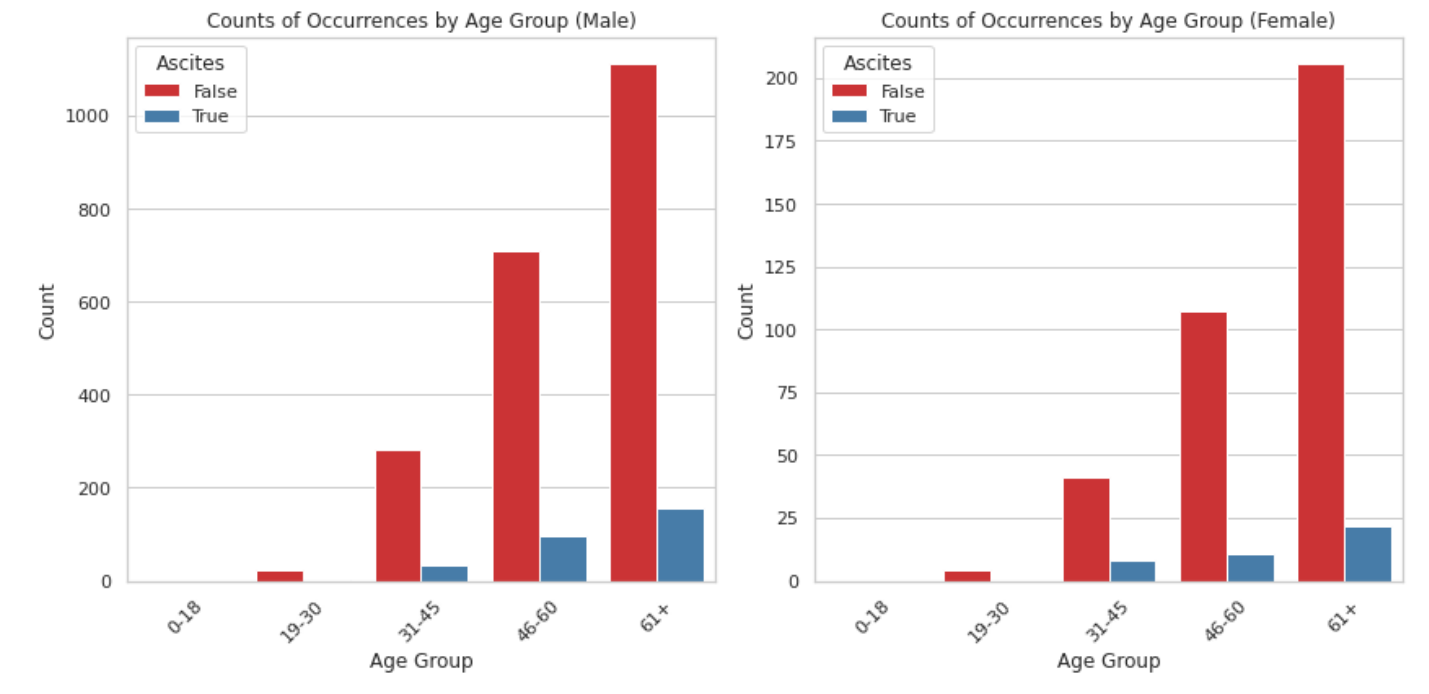 Counts of Occurrences by Age Group (Male)
Ascites
False
True
1000
800
600
400
200
0
Count
0-18
19-30
31-45
46-60
61+
Age Group
Counts of Occurrences by Age Group (Female)
Ascites
False
True
200
175
150
125
100
75
50
25
0
Count
0-18
19-30
31-45
46-60
61+
Age Group